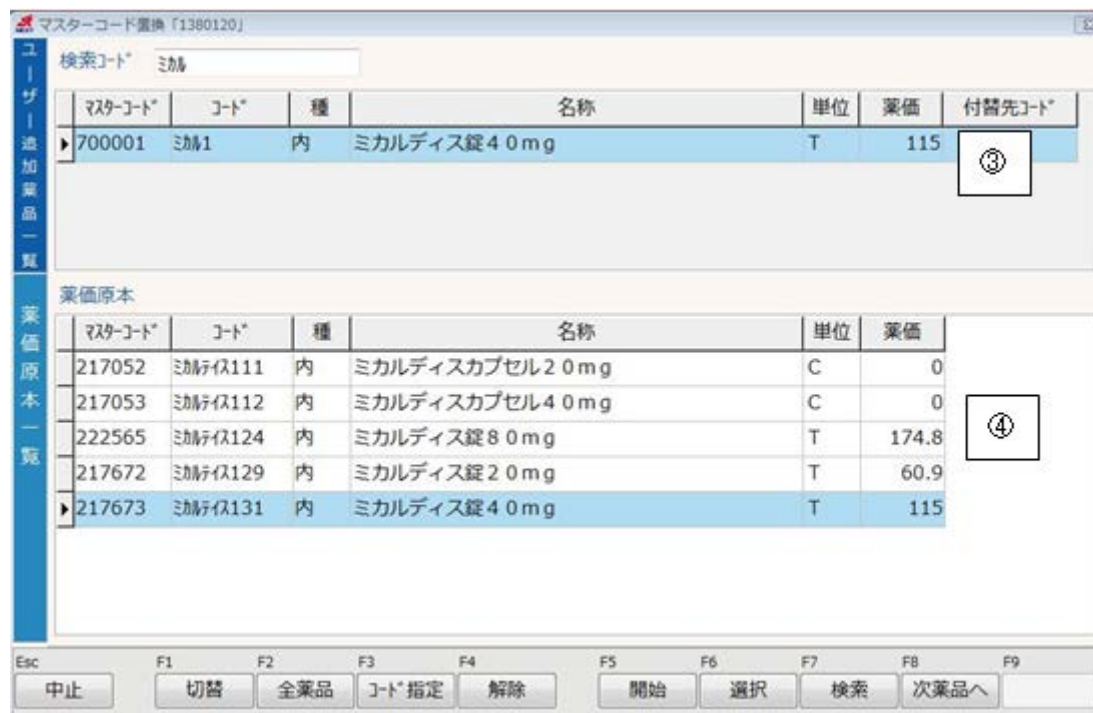 マスターコード置換「1380120」
ユーザー追加薬品一覧
検索ｺｰﾄﾞ ﾐｶﾙ
ﾏｽﾀｰｺｰﾄﾞ ｺｰﾄﾞ 種 名称 単位 薬価 付替先ｺｰﾄﾞ
700001 ﾐｶﾙ1 内 ミカルディス錠４０ｍｇ T 115
③
薬価原本一覧
薬価原本
ﾏｽﾀｰｺｰﾄﾞ ｺｰﾄﾞ 種 名称 単位 薬価
217052 ﾐｶﾙﾃｲｽ111 内 ミカルディスカプセル２０ｍｇ C 0
217053 ﾐｶﾙﾃｲｽ112 内 ミカルディスカプセル４０ｍｇ C 0
222565 ﾐｶﾙﾃｲｽ124 内 ミカルディス錠８０ｍｇ T 174.8
217672 ﾐｶﾙﾃｲｽ129 内 ミカルディス錠２０ｍｇ T 60.9
217673 ﾐｶﾙﾃｲｽ131 内 ミカルディス錠４０ｍｇ T 115
④
Esc F1 F2 F3 F4 F5 F6 F7 F8 F9
中止 切替 全薬品 ｺｰﾄﾞ指定 解除 開始 選択 検索 次薬品へ